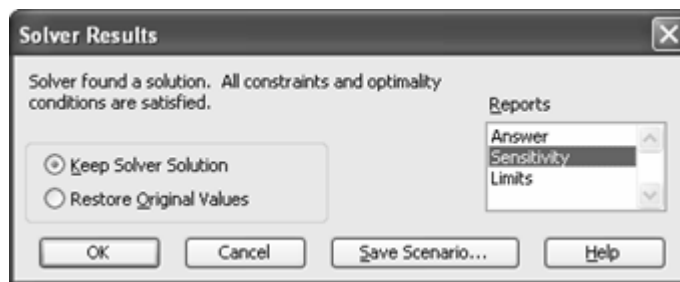 Solver Results
Solver found a solution. All constraints and optimality
conditions are satisfied.
Reports
Answer
Sensitivity
Limits
Keep Solver Solution
Restore Original Values
OK
Cancel
Save Scenario...
Help